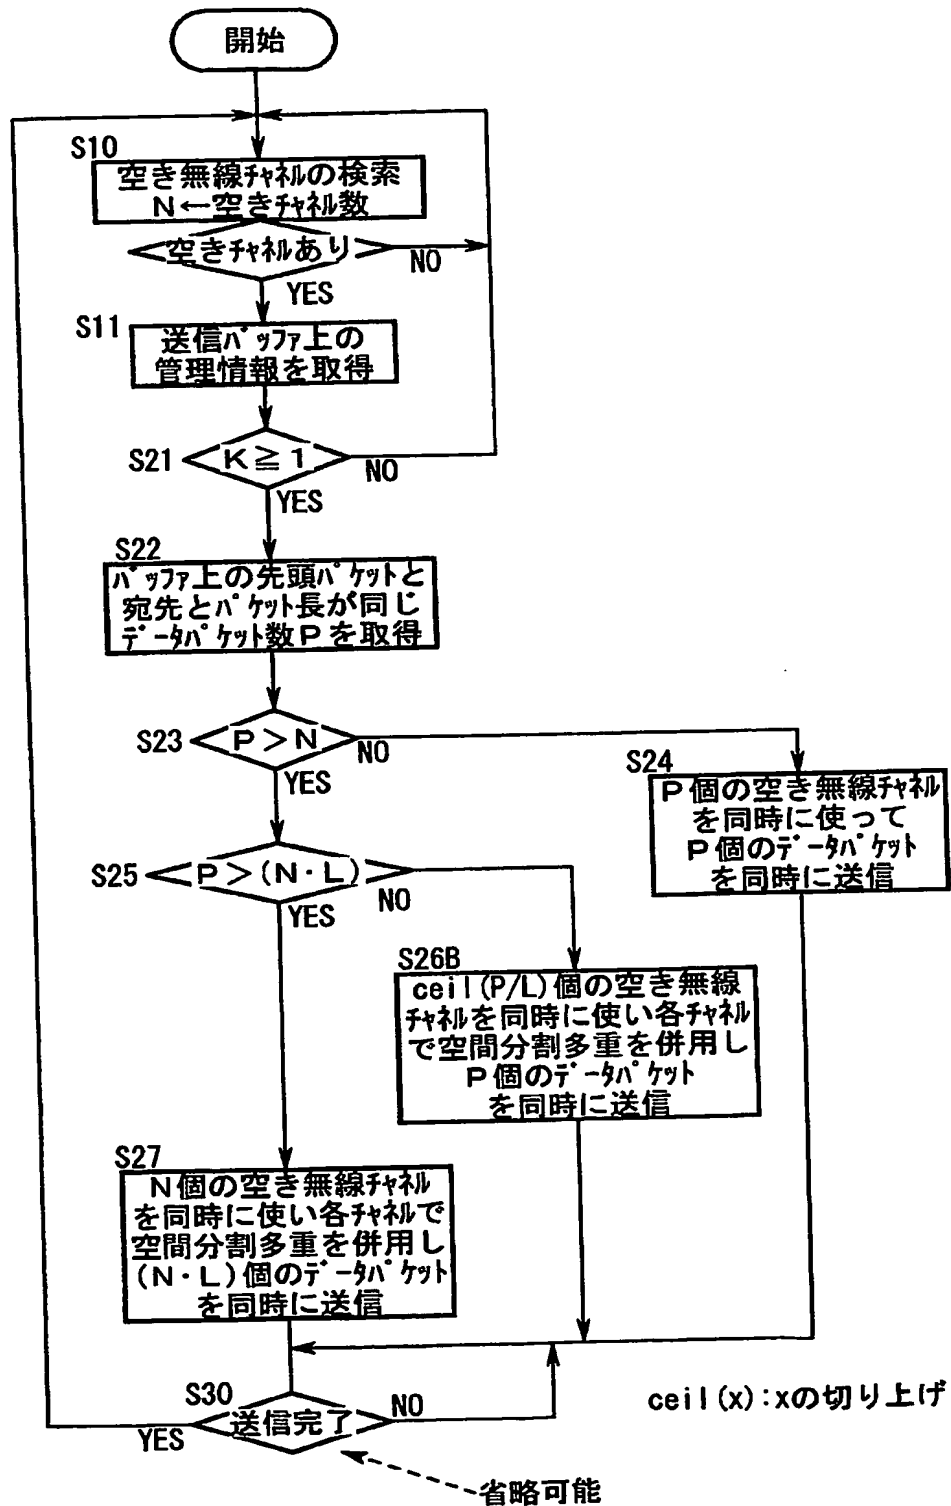 開始
S10
空き無線チャネルの検索
N←空きチャネル数
空きチャネルあり
NO
YES
S11
送信バッファ上の
管理情報を取得
S21
K≧1
NO
YES
S22
バッファ上の先頭パケットと
宛先とパケット長が同じ
データパケット数Pを取得
S23
P>N
NO
YES
S24
P個の空き無線チャネル
を同時に使って
P個のデータパケット
を同時に送信
S25
P>(N・L)
NO
YES
S26B
ceil(P/L)個の空き無線
チャネルを同時に使い各チャネル
で空間分割多重を併用し
P個のデータパケット
を同時に送信
S27
N個の空き無線チャネル
を同時に使い各チャネルで
空間分割多重を併用し
(N・L)個のデータパケット
を同時に送信
S30
送信完了
NO
YES
ceil(x):xの切り上げ
省略可能